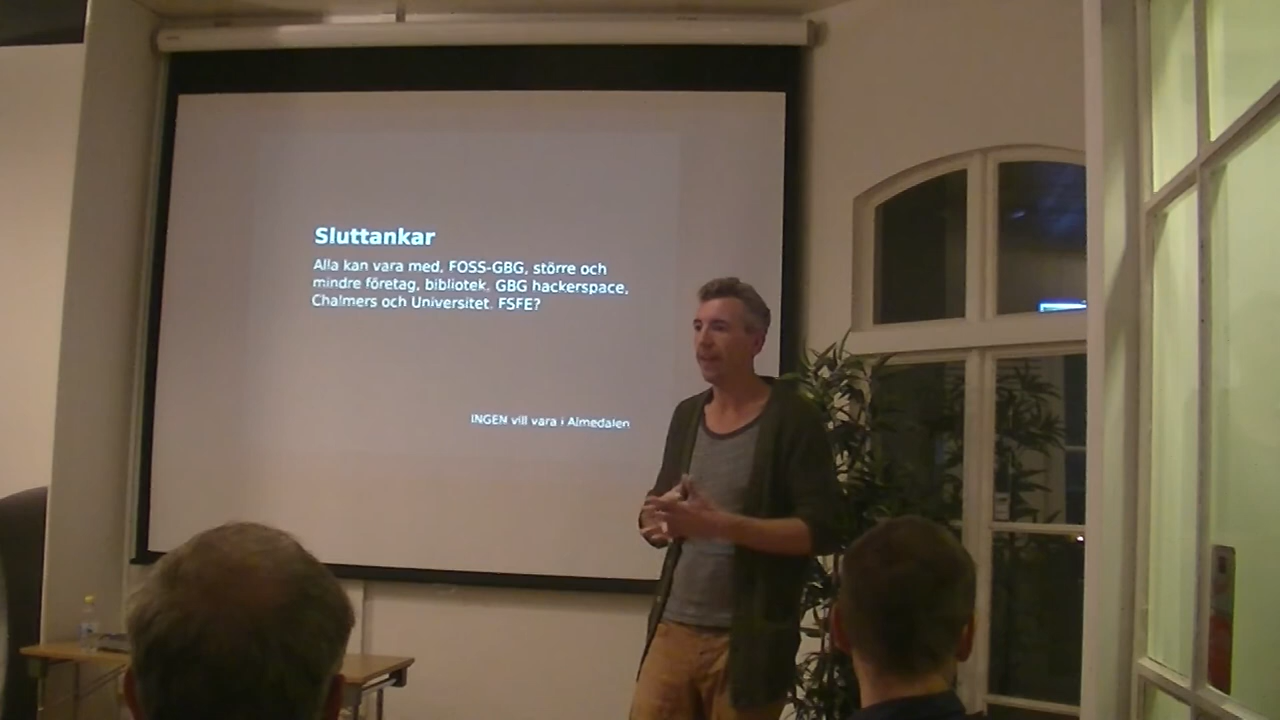 Sluttankar
Alla kan vara med, FOSS-GBG, större och
mindre företag, bibliotek, GBG hackerspace,
Chalmers och Universitet. FSFE?
INGEN vill vara i Almedalen